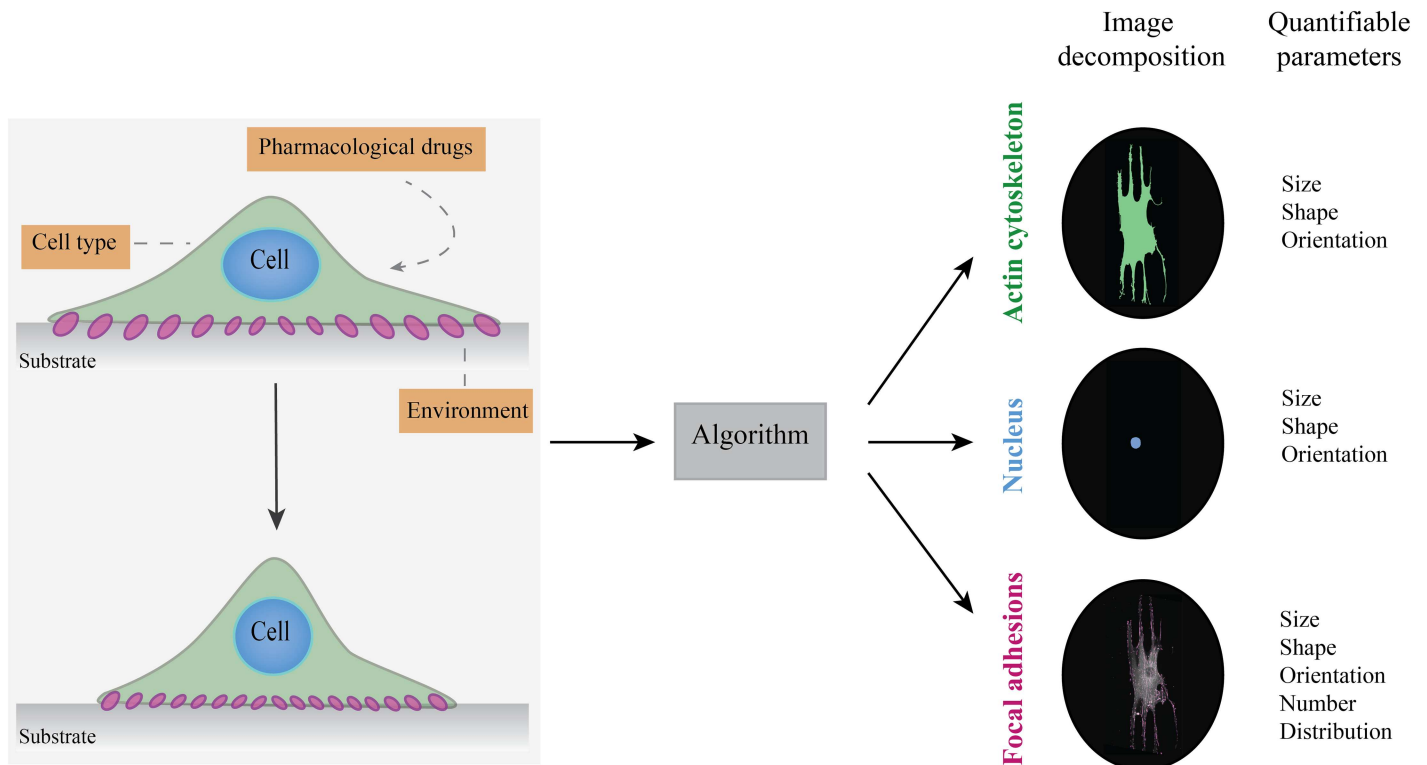 Image
decomposition
Quantifiable
parameters
Pharmacological drugs
Cell type
Cell
Substrate
Environment
Cell
Substrate
Algorithm
Actin cytoskeleton
Size
Shape
Orientation
Nucleus
Size
Shape
Orientation
Focal adhesions
Size
Shape
Orientation
Number
Distribution